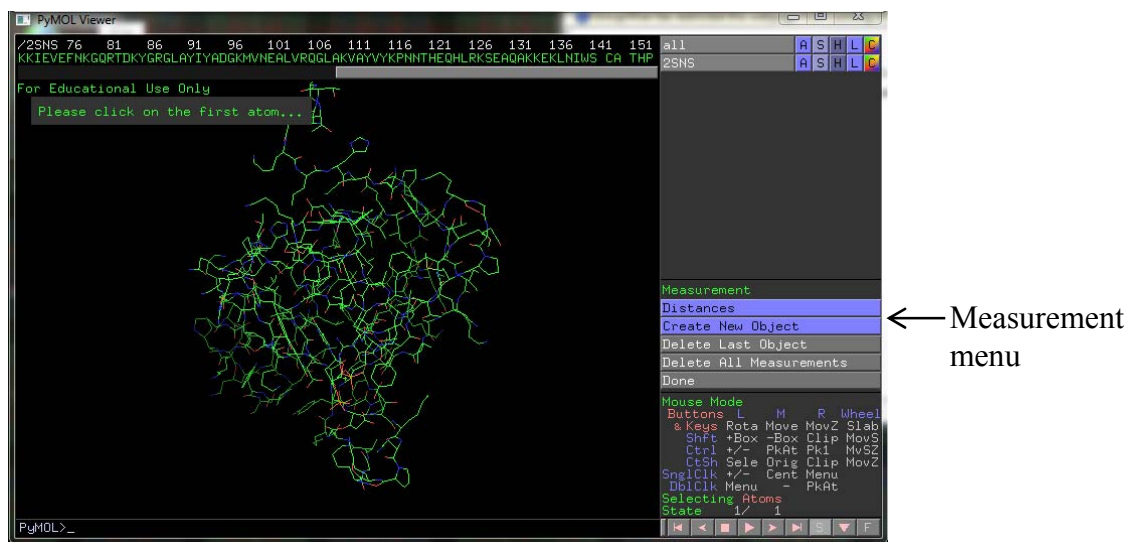 PyMOL Viewer
/2SNS 76 81 86 91 96 101 106 111 116 121 126 131 136 141 151
KKIEVEFNKGQRTDKYGRGLAYIYADGKMVNEALVRQGLAKVAYVYKPNNTHEQHLRKSEAQAKKEKLNIWS CA THP
For Educational Use Only
Please click on the first atom...
all A S H L C
2SNS A S H L C
Measurement
Distances
Create New Object
Delete Last Object
Delete All Measurements
Done
Measurement
menu
Mouse Mode
Buttons L M R Wheel
& Keys Rota Move MovZ Slab
Shft +Box -Box Clip MovS
Ctrl +/- PkAt Pk1 MvSZ
CtSh Sele Orig Clip MovZ
SnglClk +/- Cent Menu
DblClk Menu - PkAt
Selecting Atoms
State 1/ 1
PyMOL>_
S F